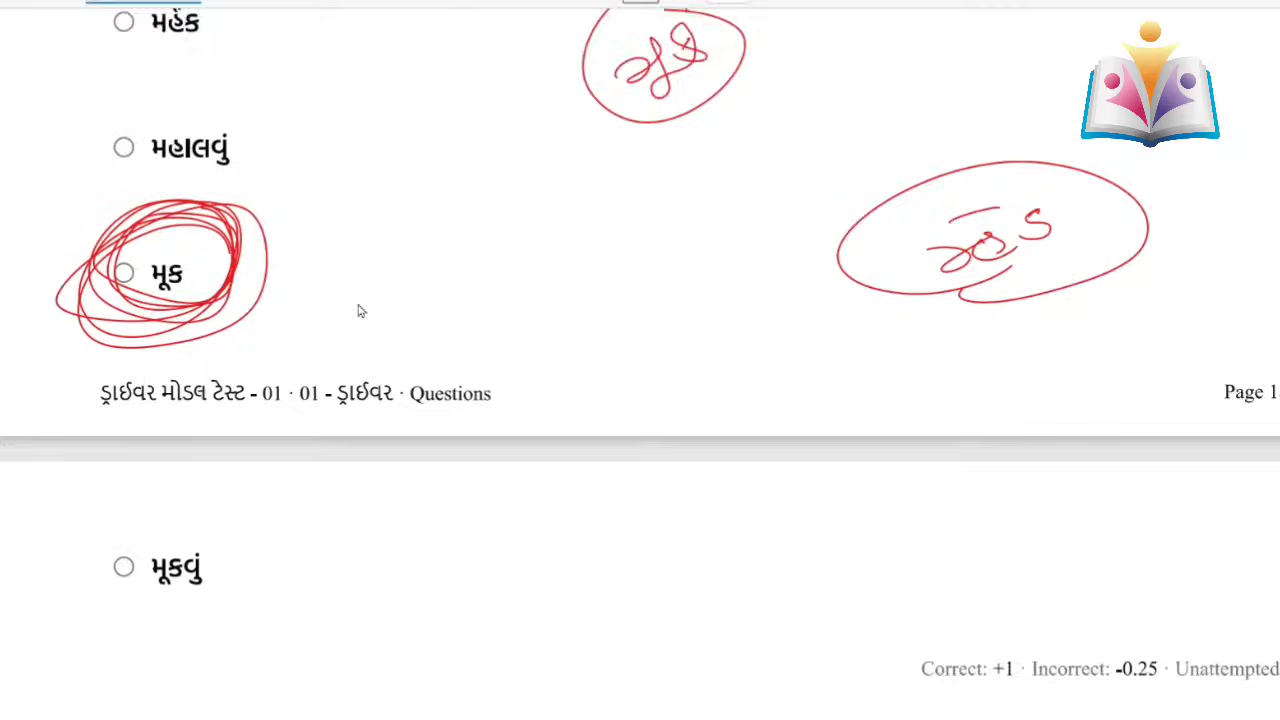 મહેંક
મહાલવું
મૂક
ડ્રાઈવર મોડલ ટેસ્ટ - 01 · 01 - ડ્રાઈવર · Questions
Page 1
મૂકવું
Correct: +1 · Incorrect: -0.25 · Unattempted